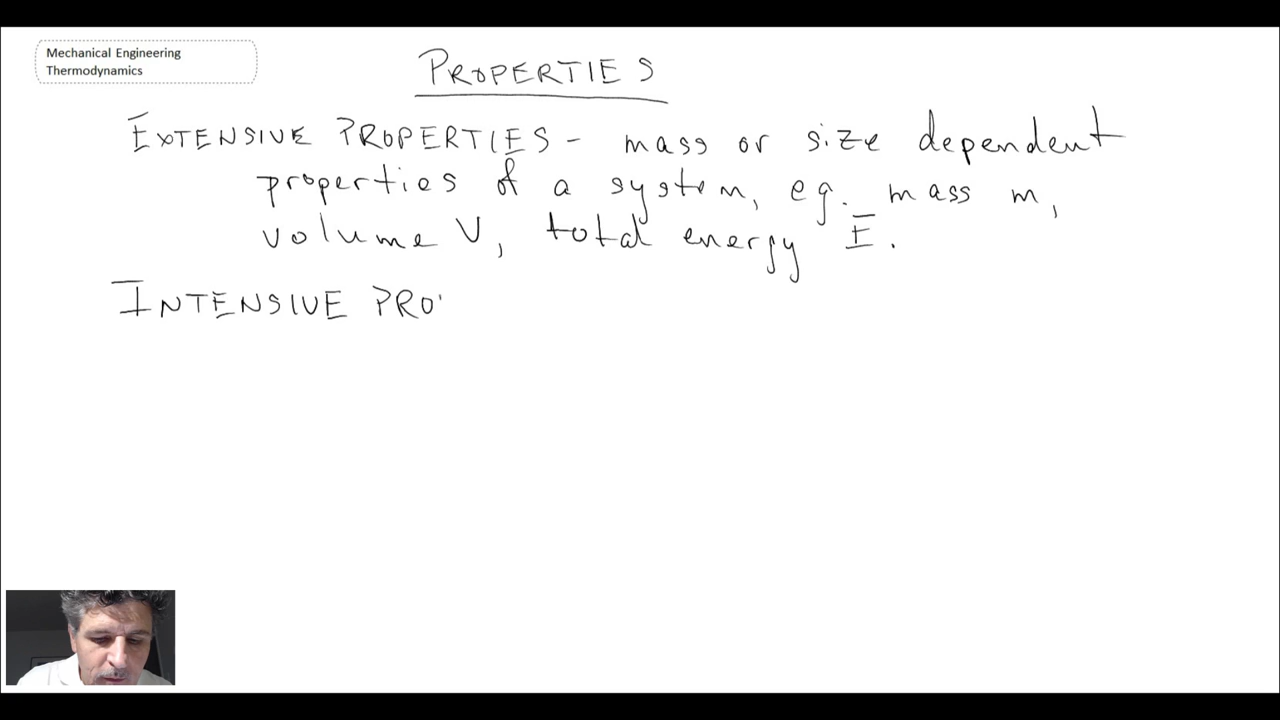 Mechanical Engineering
Thermodynamics
PROPERTIES
EXTENSIVE PROPERTIES - mass or size dependent
properties of a system, eg. mass m,
volume V, total energy E.
INTENSIVE PRO